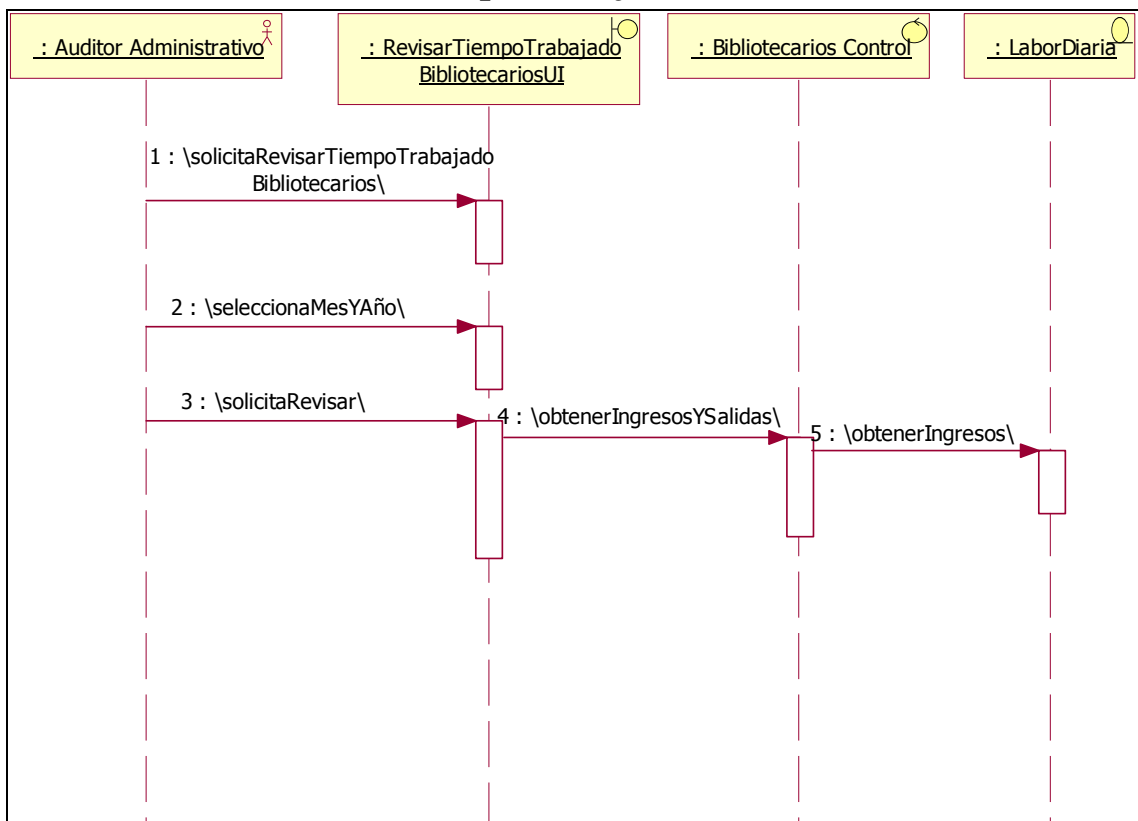 : Auditor Administrativo
: RevisarTiempoTrabajado
BibliotecariosUI
: Bibliotecarios Control
: LaborDiaria
1 : \solicitaRevisarTiempoTrabajado
Bibliotecarios\
2 : \seleccionaMesYAño\
3 : \solicitaRevisar\
4 : \obtenerIngresosYSalidas\
5 : \obtenerIngresos\